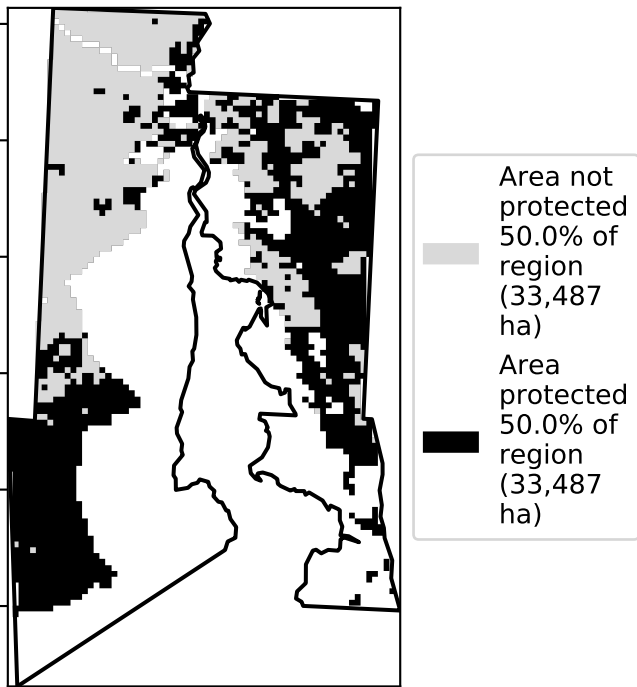 Area not
protected
50.0% of
region
(33,487
ha)
Area
protected
50.0% of
region
(33,487
ha)